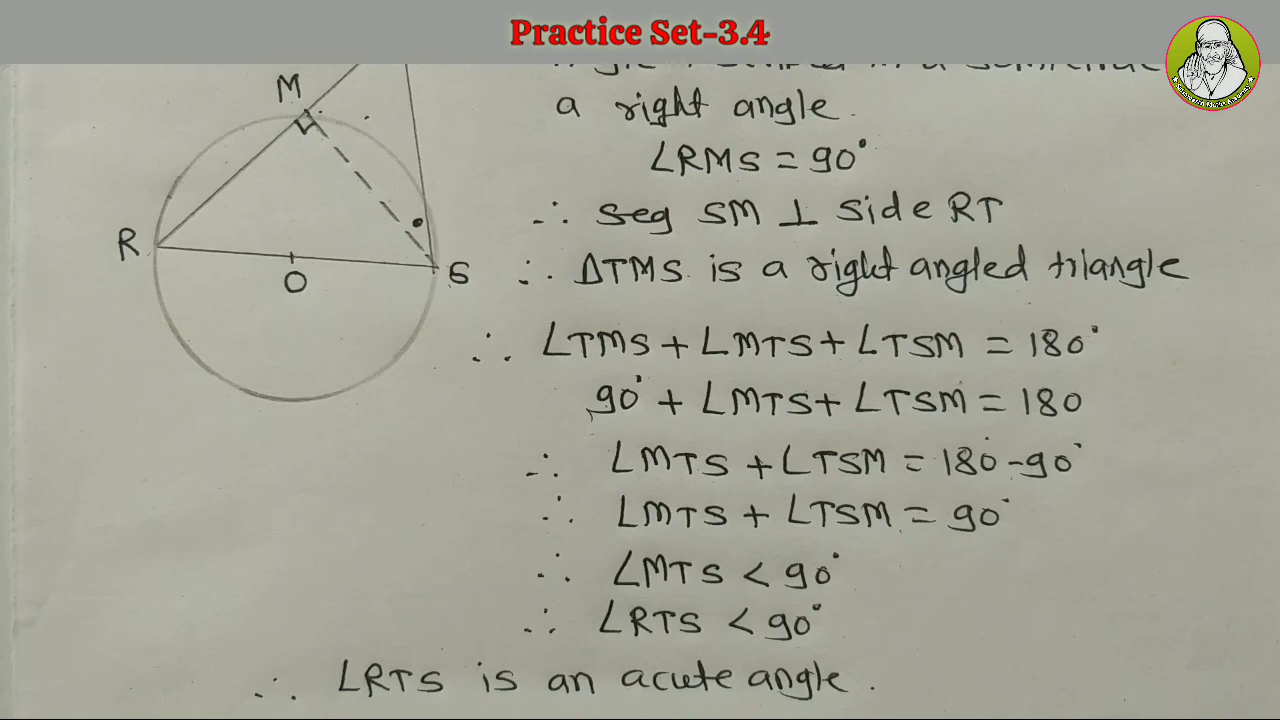 Practice Set-3.4
a right angle.
∠RMS = 90°
∴ seg SM ⊥ side RT
∴ ΔTMS is a right angled triangle
∴ ∠TMS + ∠MTS + ∠TSM = 180°
90° + ∠MTS + ∠TSM = 180
∴ ∠MTS + ∠TSM = 180° - 90°
∴ ∠MTS + ∠TSM = 90°
∴ ∠MTS < 90°
∴ ∠RTS < 90°
∴ ∠RTS is an acute angle.
M
R
O
S